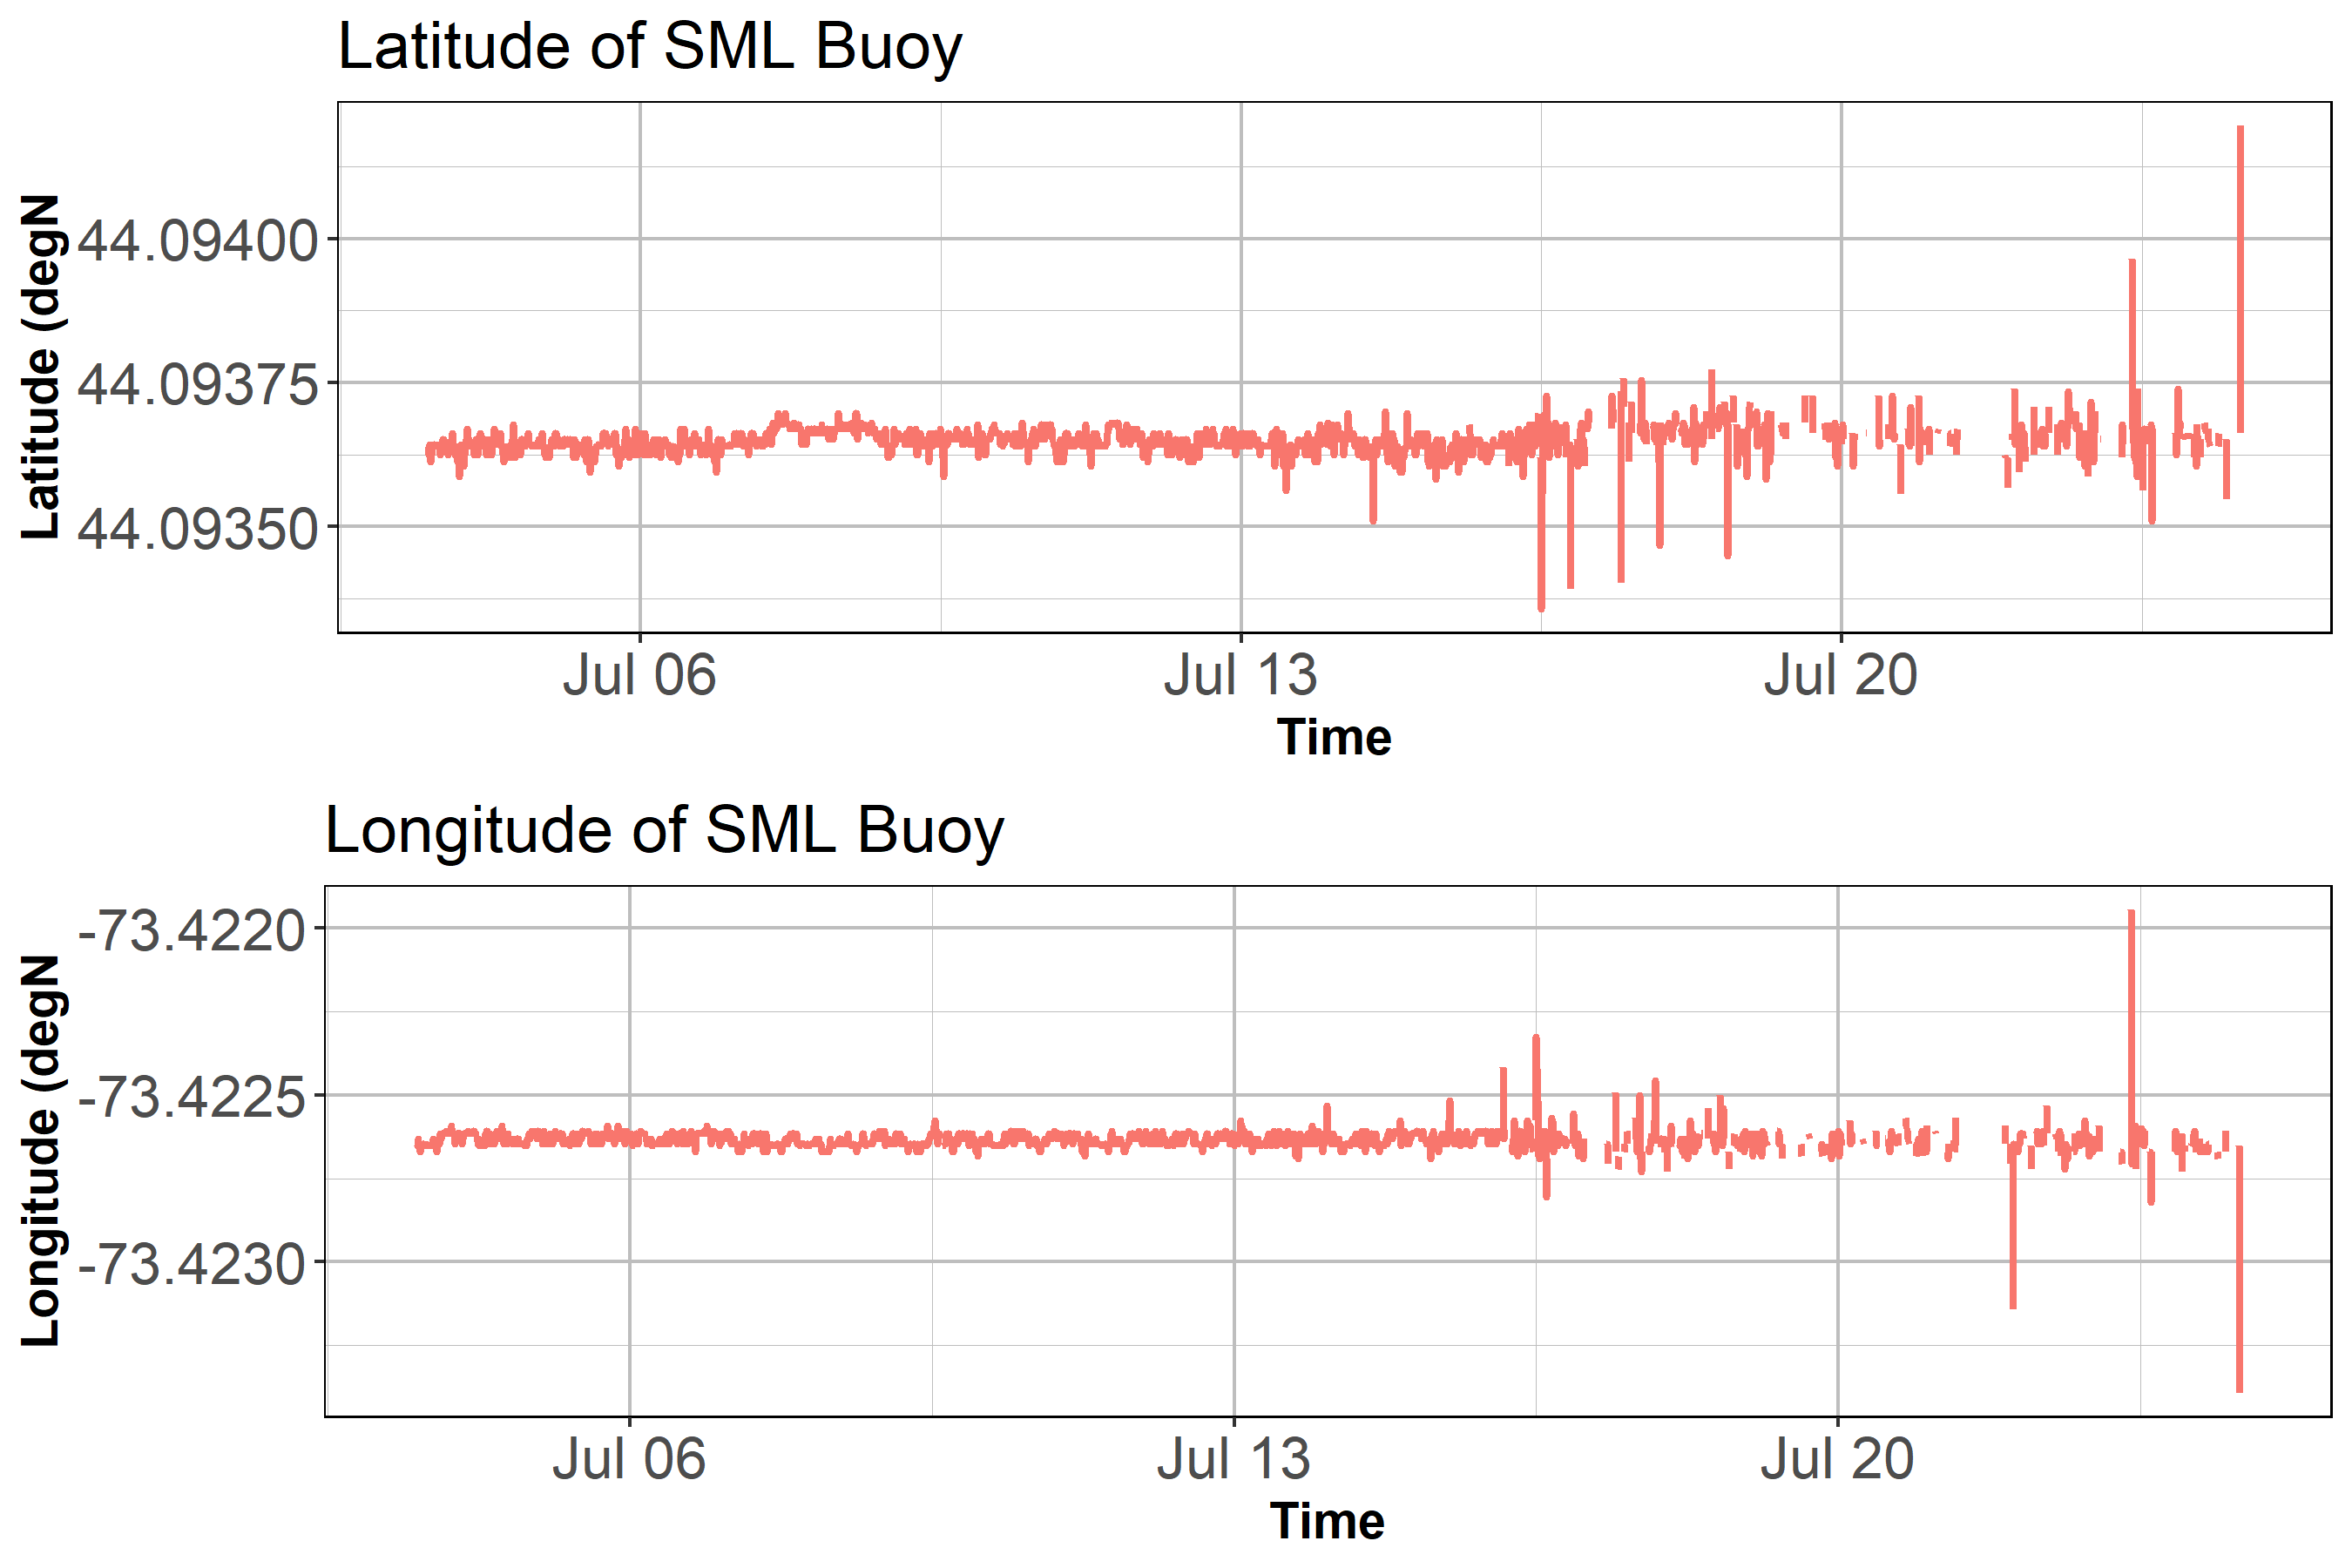 Latitude of SML Buoy
Latitude (degN
44.09400
44.09375
44.09350
Jul 06 Jul 13 Jul 20
Time
Longitude of SML Buoy
Longitude (degN
-73.4220
-73.4225
-73.4230
Jul 06 Jul 13 Jul 20
Time